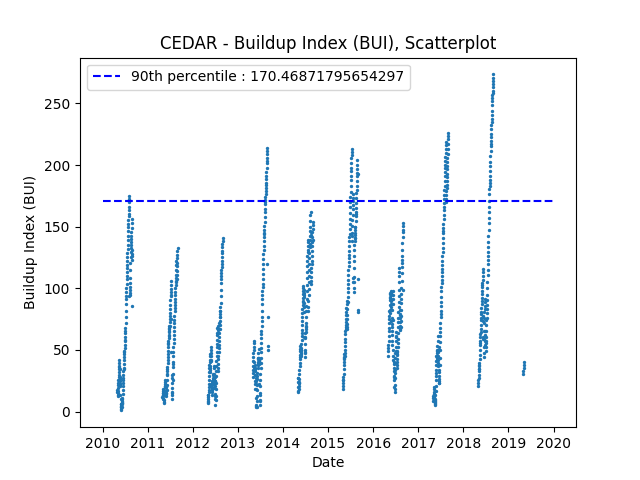 CEDAR - Buildup Index (BUI), Scatterplot
90th percentile : 170.46871795654297
250
200
150
100
50
0
Buildup Index (BUI)
2010 2011 2012 2013 2014 2015 2016 2017 2018 2019 2020
Date